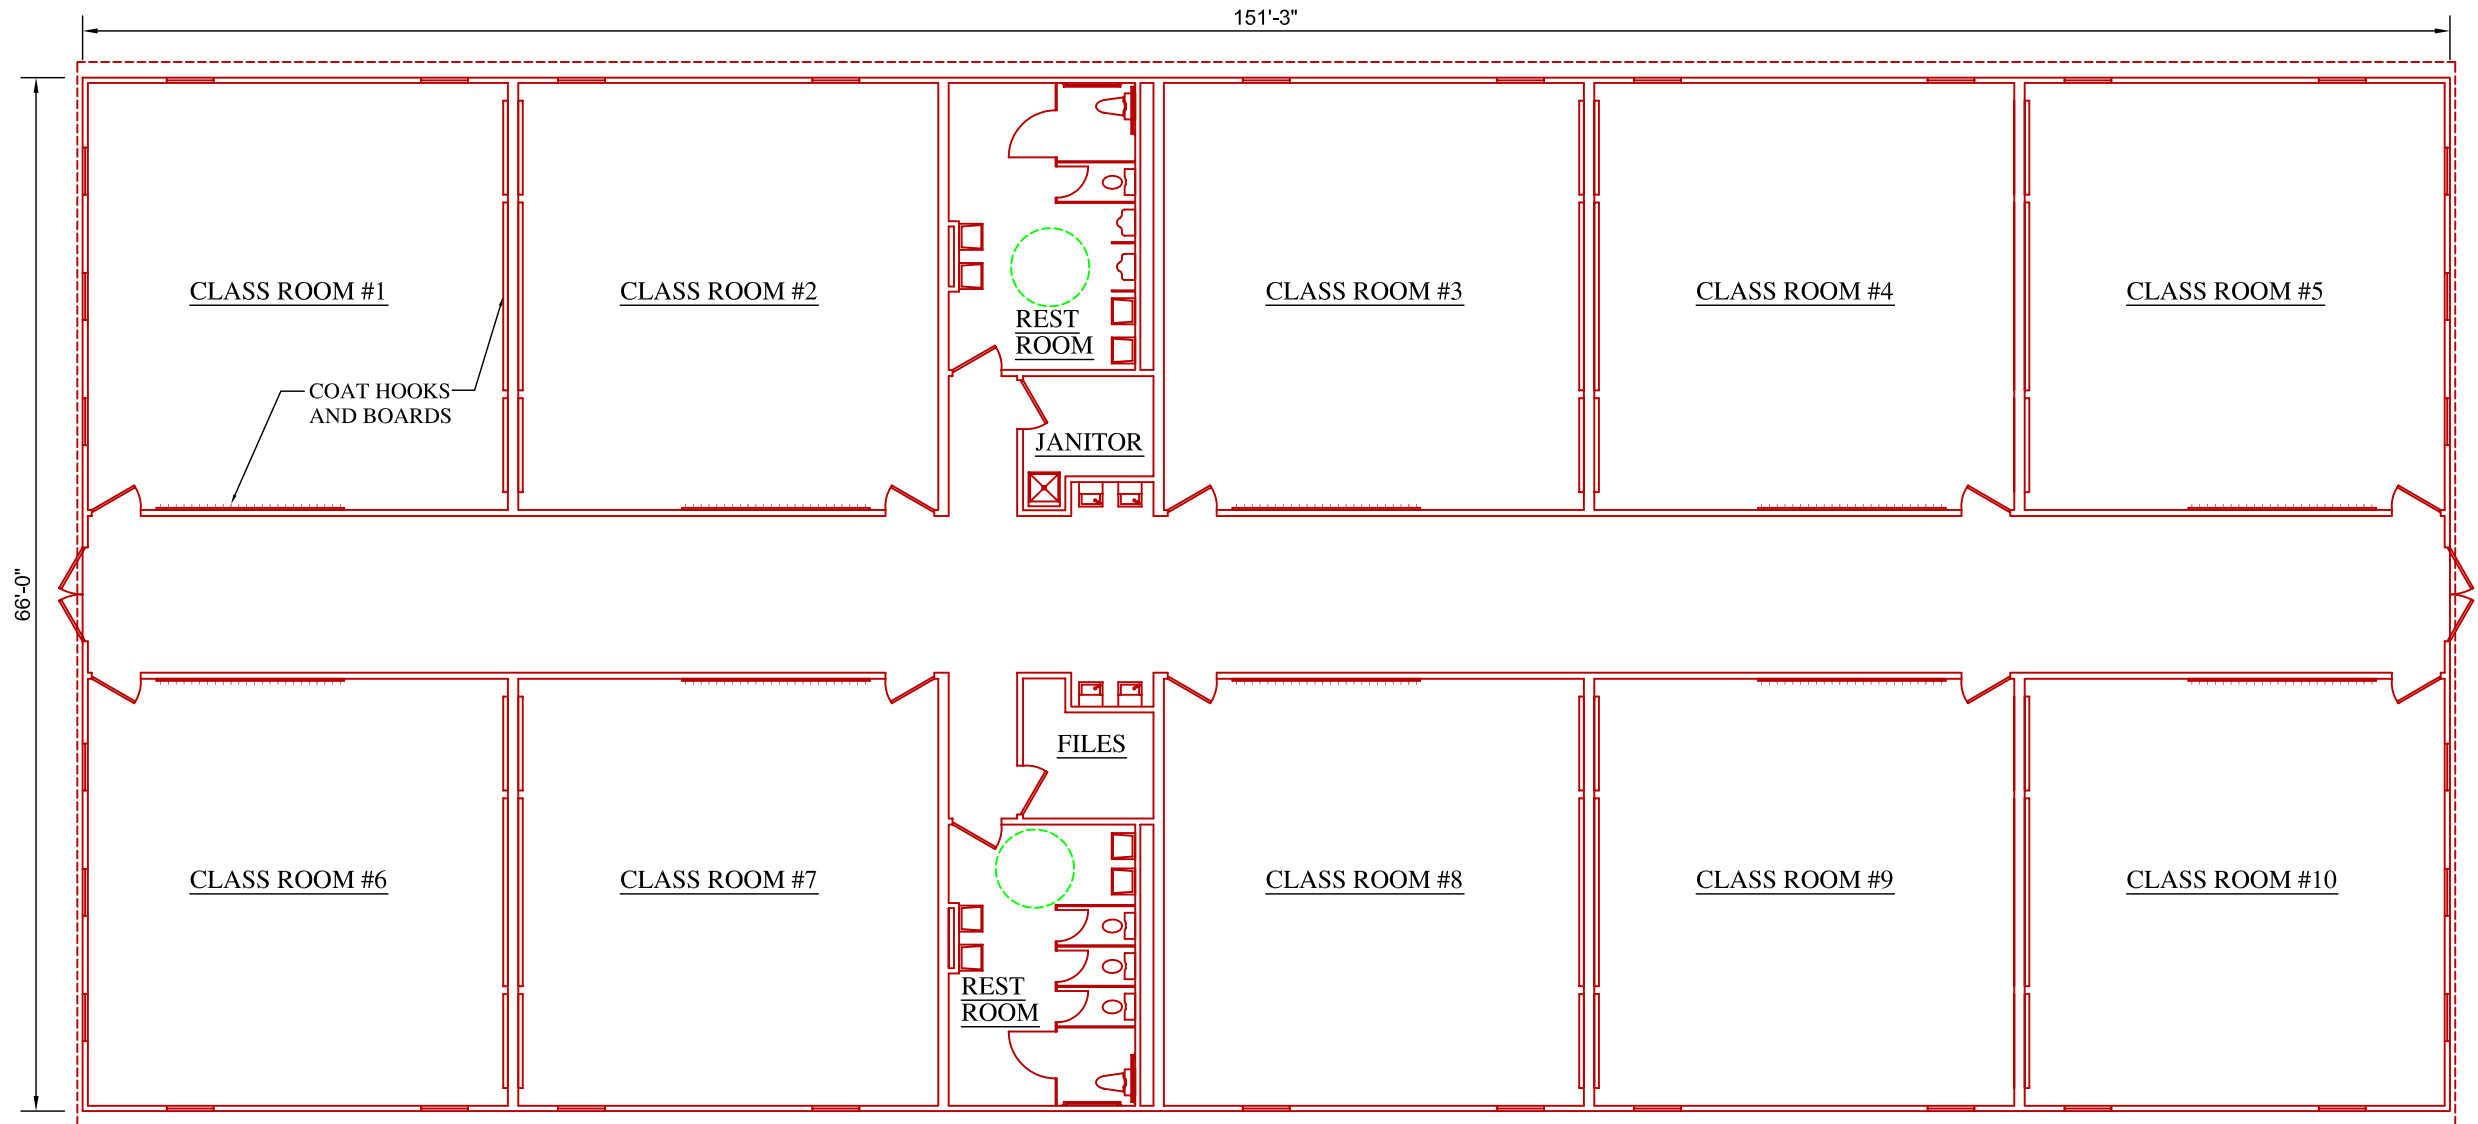 151'-3"
66'-0"
CLASS ROOM #1
CLASS ROOM #2
REST
ROOM
CLASS ROOM #3
CLASS ROOM #4
CLASS ROOM #5
COAT HOOKS
AND BOARDS
JANITOR
FILES
CLASS ROOM #6
CLASS ROOM #7
REST
ROOM
CLASS ROOM #8
CLASS ROOM #9
CLASS ROOM #10